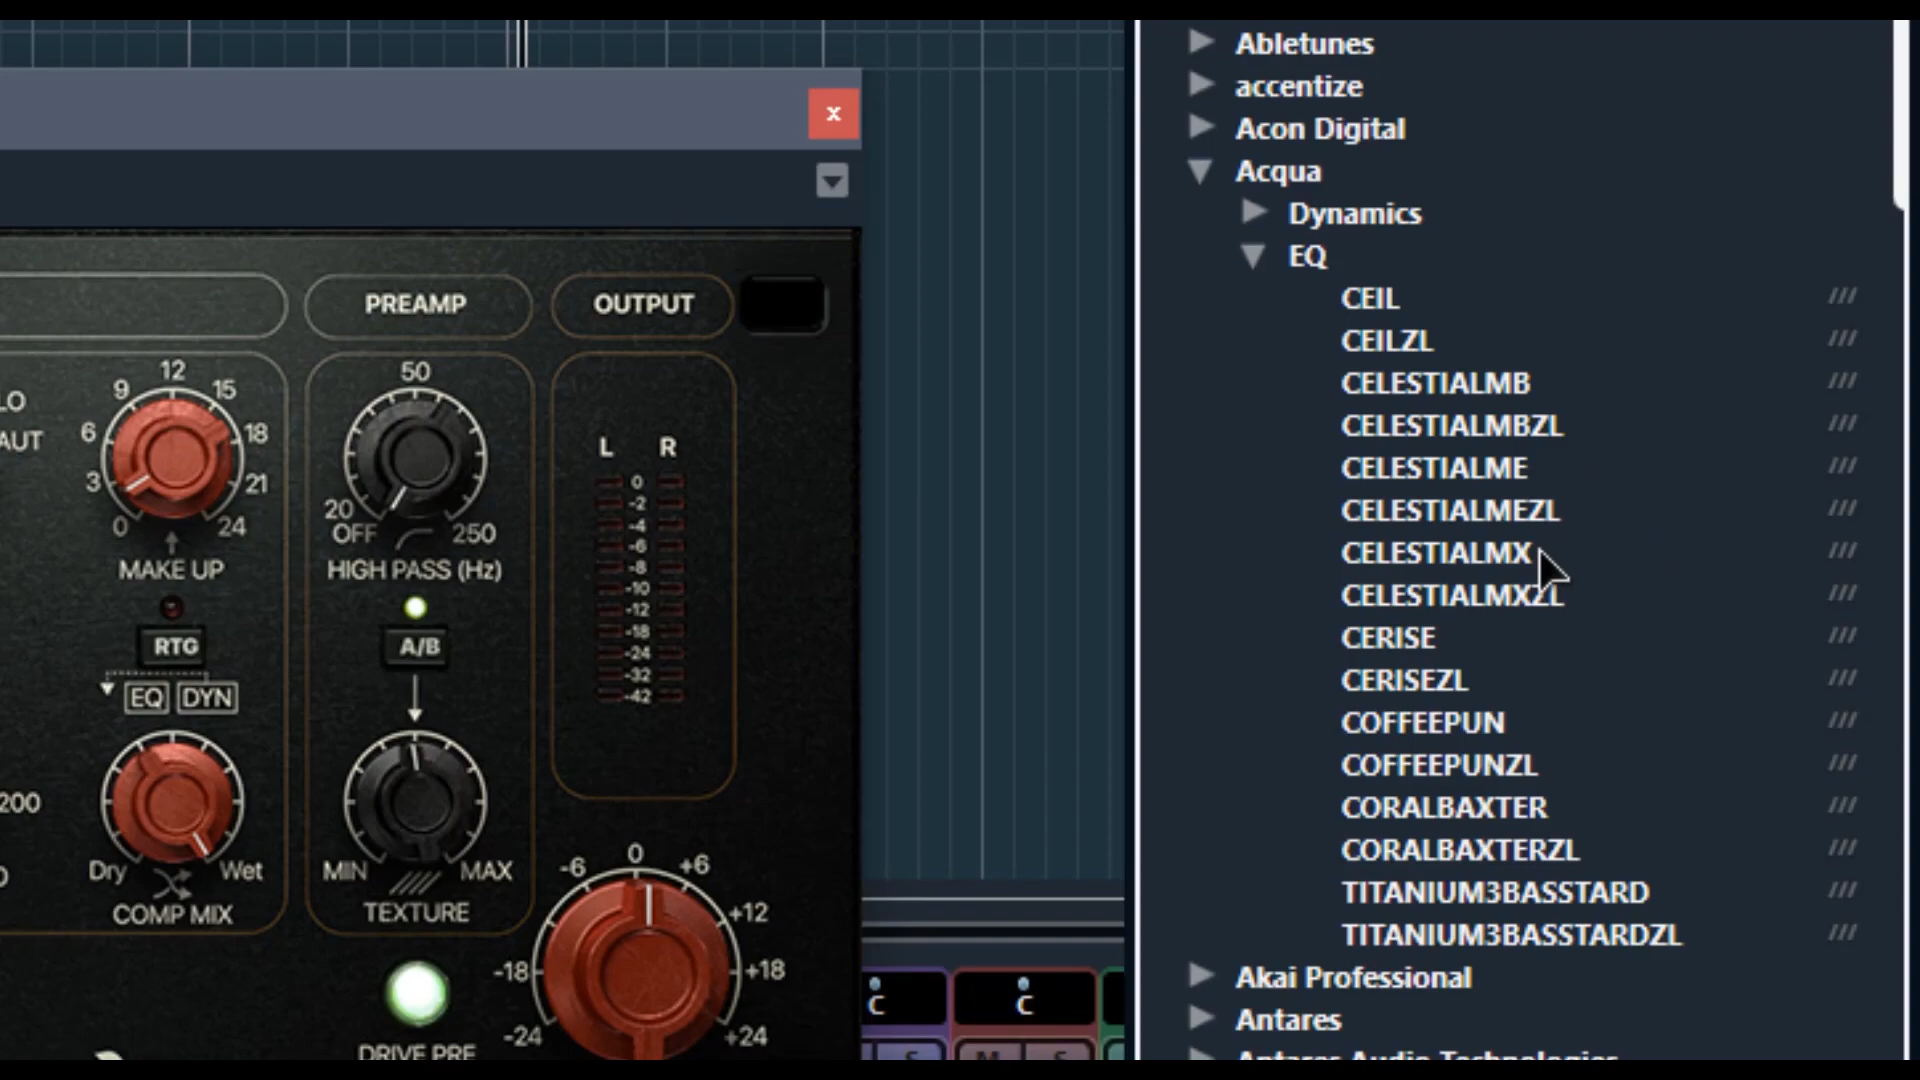 x
PREAMP
OUTPUT
LO
AUT
0
3
6
9
12
15
18
21
24
MAKE UP
RTG
EQ DYN
200
Dry
Wet
COMP MIX
50
20
OFF
250
HIGH PASS (Hz)
A/B
MIN
MAX
TEXTURE
DRIVE PRE
L R
0
-2
-4
-6
-8
-10
-12
-18
-24
-32
-42
-24
-18
-6
0
+6
+12
+18
+24
C
C
S
M S
Abletunes
accentize
Acon Digital
Acqua
Dynamics
EQ
CEIL
CEILZL
CELESTIALMB
CELESTIALMBZL
CELESTIALME
CELESTIALMEZL
CELESTIALMX
CELESTIALMXZL
CERISE
CERISEZL
COFFEEPUN
COFFEEPUNZL
CORALBAXTER
CORALBAXTERZL
TITANIUM3BASSTARD
TITANIUM3BASSTARDZL
Akai Professional
Antares
Antares Audio Technologies